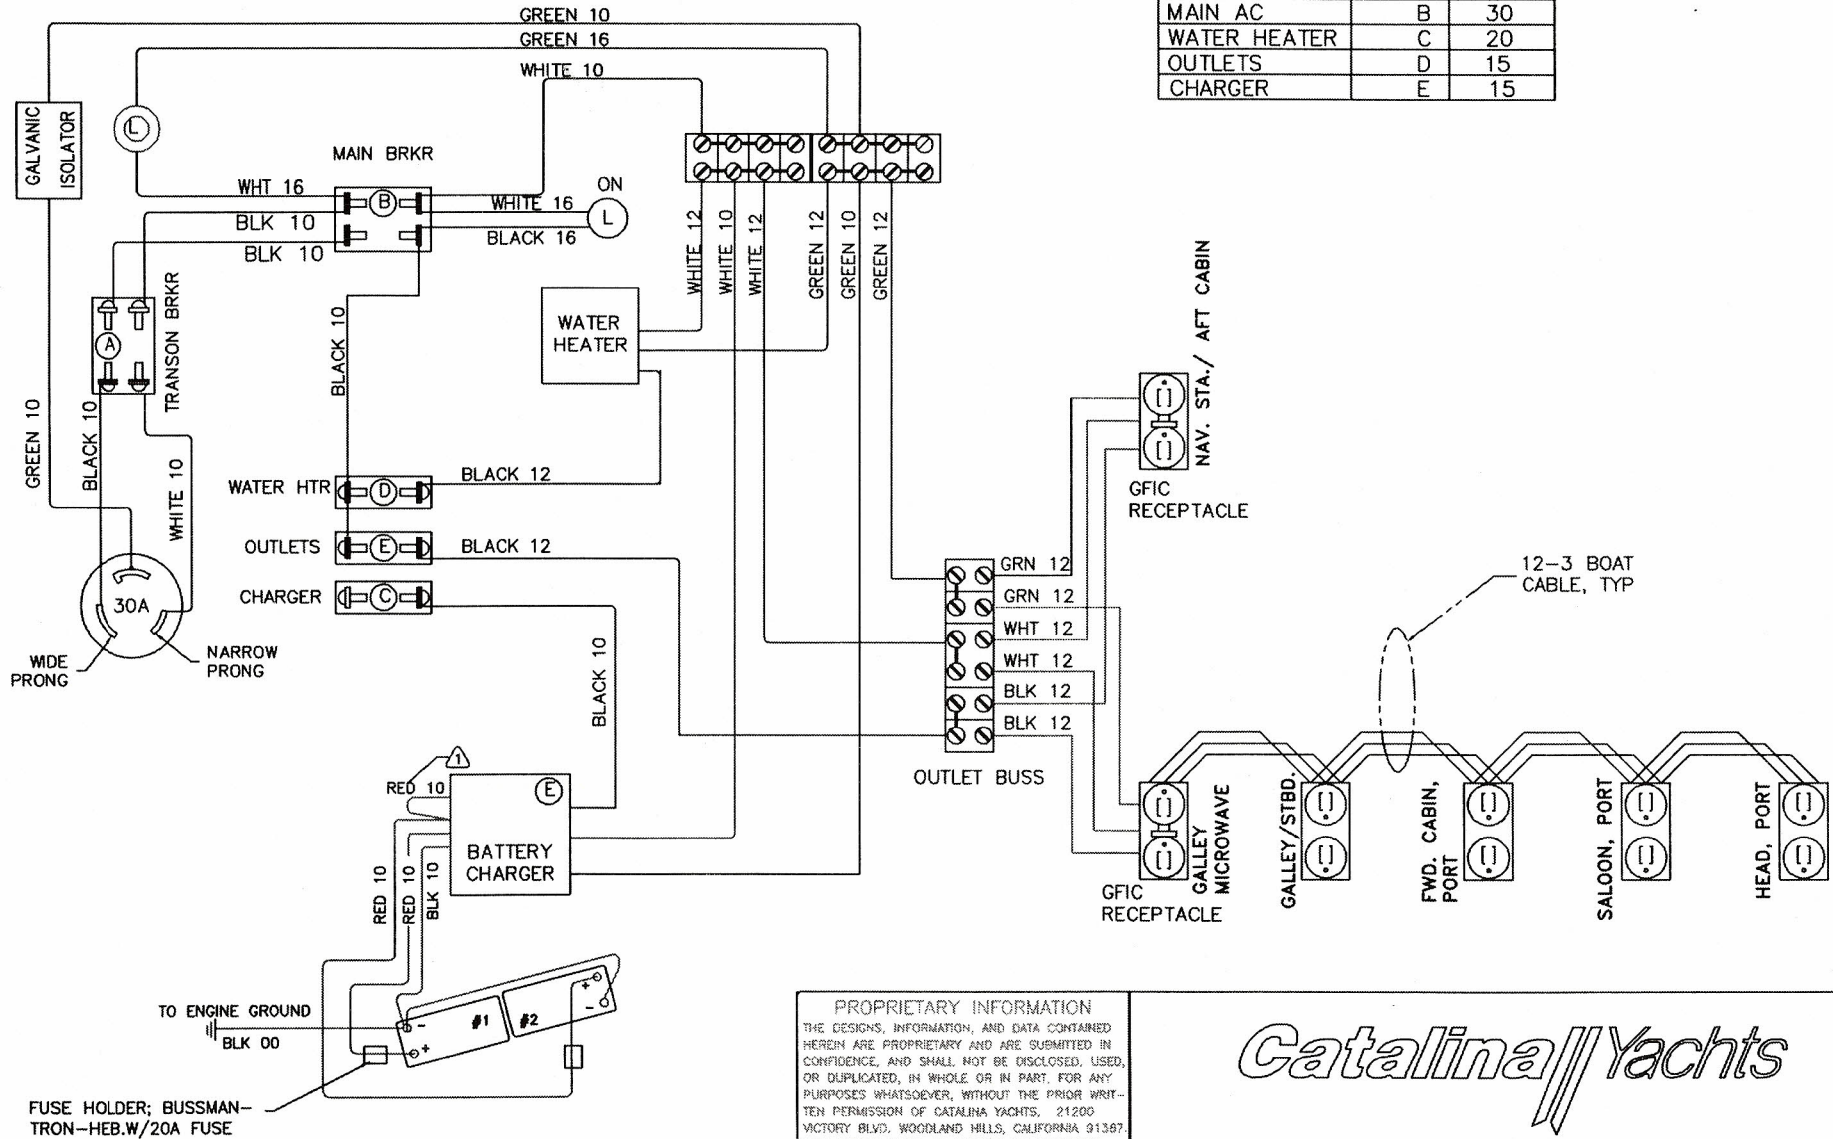 GREEN 10
GREEN 16
WHITE 10
MAIN AC B 30
WATER HEATER C 20
OUTLETS D 15
CHARGER E 15
GALVANIC
ISOLATOR
L
MAIN BRKR
WHT 16
BLK 10
BLK 10
B
ON
WHITE 16
L
BLACK 16
WHITE 12
WHITE 10
WHITE 12
GREEN 12
GREEN 10
GREEN 12
A
TRANSON BRKR
BLACK 10
WATER
HEATER
GREEN 10
BLACK 10
WHITE 10
30A
WIDE
PRONG
NARROW
PRONG
WATER HTR
D
BLACK 12
OUTLETS
E
BLACK 12
CHARGER
C
BLACK 10
NAV. STA./ AFT CABIN
GFIC
RECEPTACLE
GRN 12
GRN 12
WHT 12
WHT 12
BLK 12
BLK 12
OUTLET BUSS
12-3 BOAT
CABLE, TYP
1
RED 10
E
BATTERY
CHARGER
RED 10
RED 10
BLK 10
GALLEY
MICROWAVE
GFIC
RECEPTACLE
GALLEY/STBD.
FWD. CABIN,
PORT
SALOON, PORT
HEAD, PORT
TO ENGINE GROUND
BLK 00
- #1 #2 +
+ -
FUSE HOLDER; BUSSMAN-
TRON-HEB.W/20A FUSE
PROPRIETARY INFORMATION
THE DESIGNS, INFORMATION, AND DATA CONTAINED
HEREIN ARE PROPRIETARY AND ARE SUBMITTED IN
CONFIDENCE, AND SHALL NOT BE DISCLOSED, USED,
OR DUPLICATED, IN WHOLE OR IN PART, FOR ANY
PURPOSES WHATSOEVER, WITHOUT THE PRIOR WRIT-
TEN PERMISSION OF CATALINA YACHTS, 21200
VICTORY BLVD. WOODLAND HILLS, CALIFORNIA 91367.
Catalina Yachts